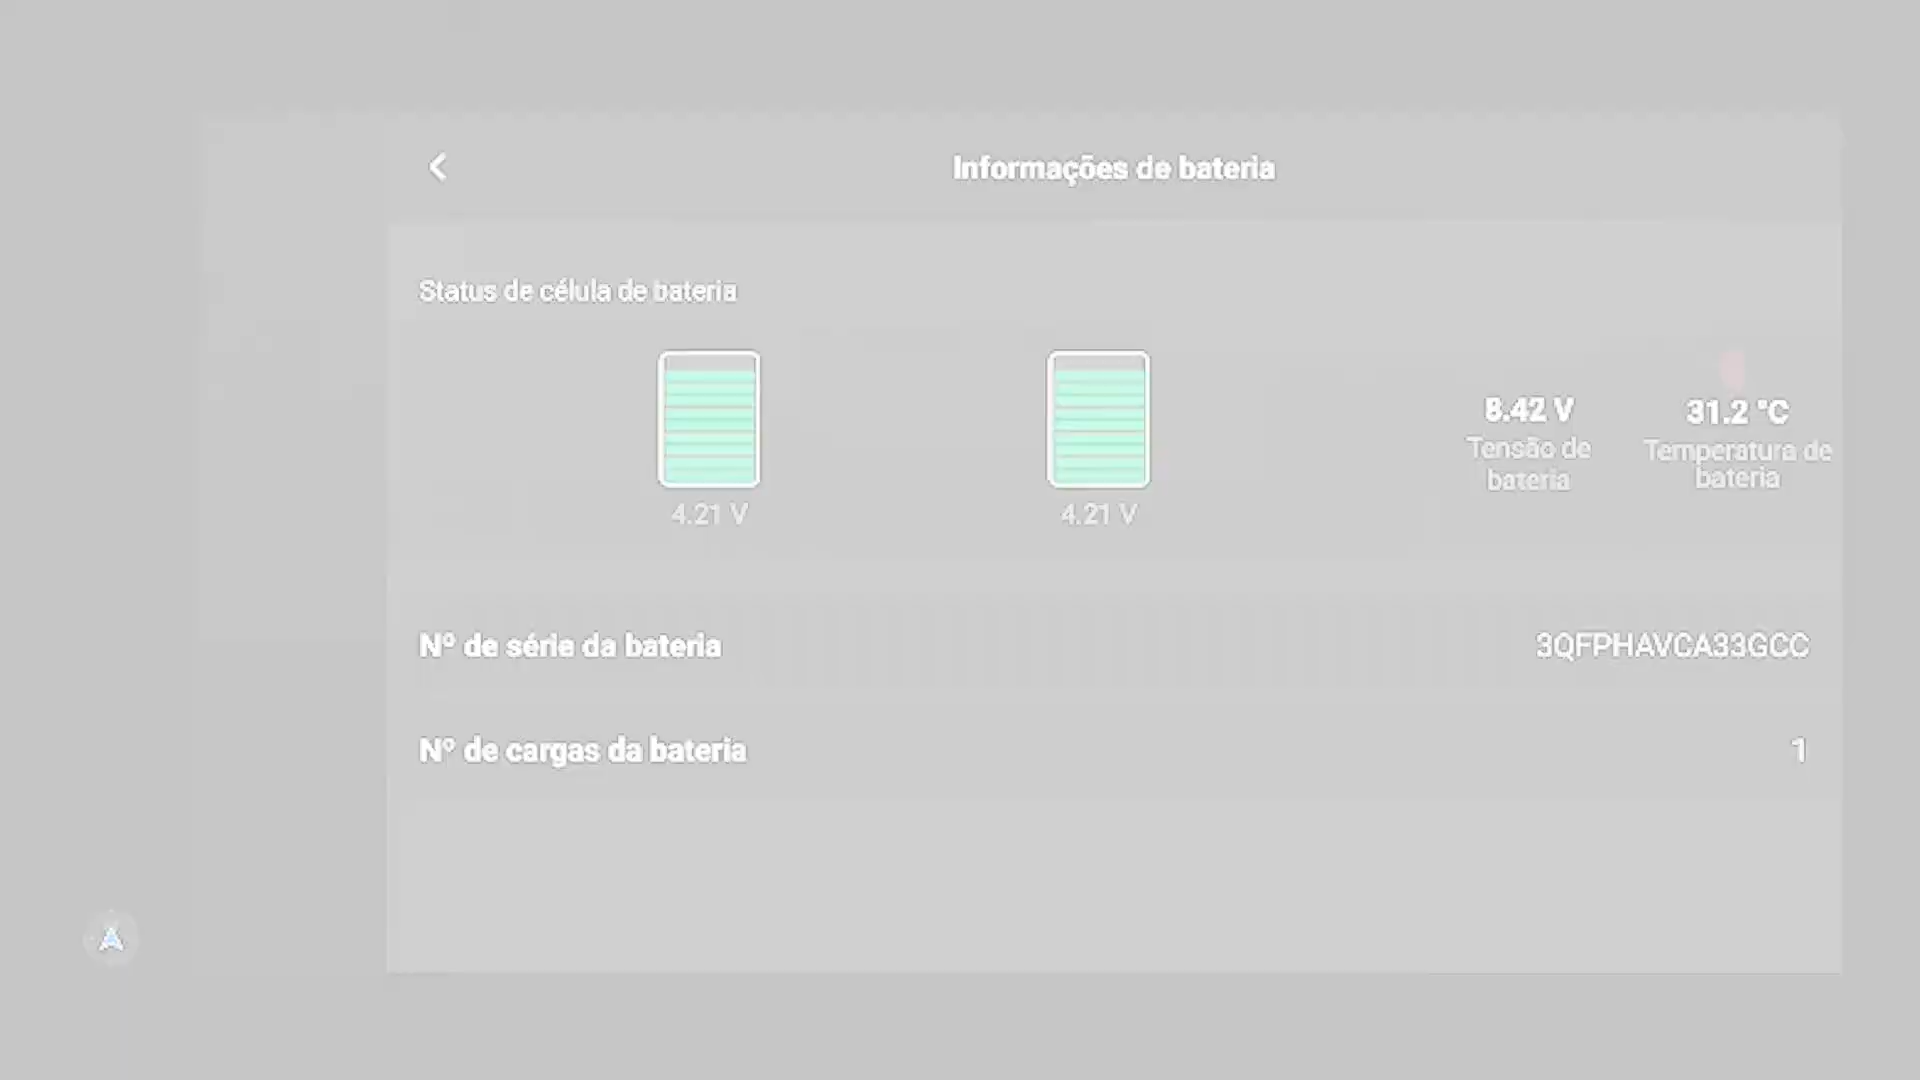 Informações de bateria
Status de célula de bateria
4.21 V
4.21 V
8.42 V
Tensão de
bateria
31.2 °C
Temperatura de
bateria
Nº de série da bateria
3QFPHAVCA33GCC
Nº de cargas da bateria
1